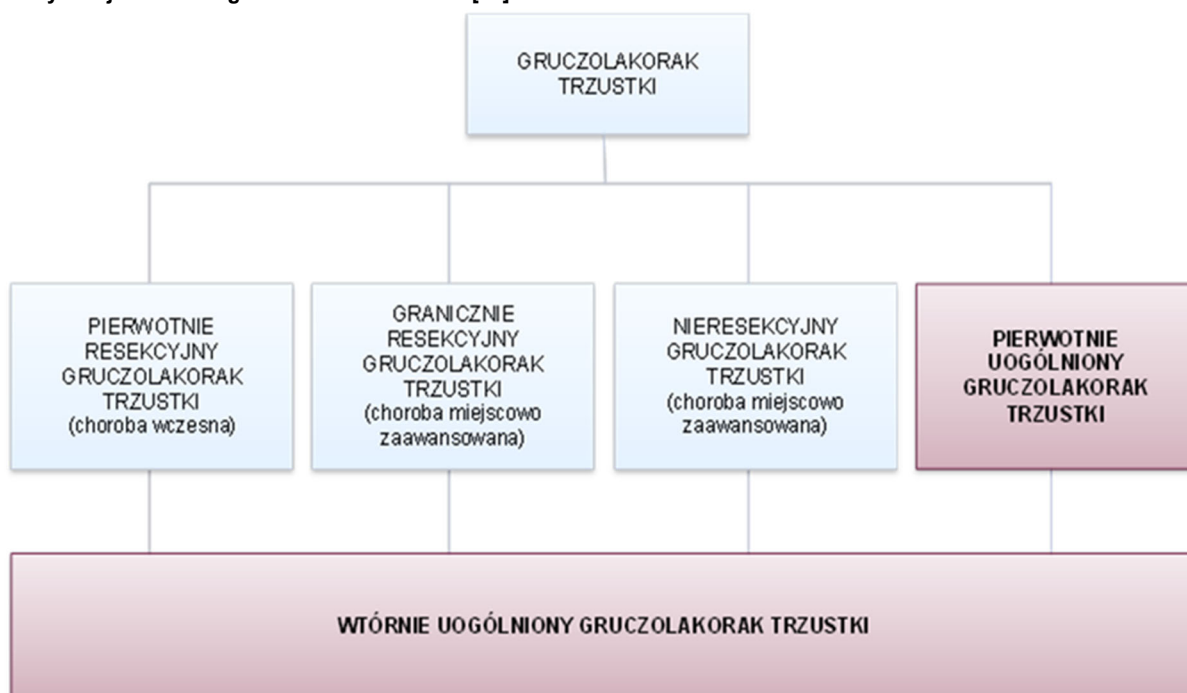 GRUCZOLAKORAK
TRZUSTKI
PIERWOTNIE
RESEKCYJNY
GRUCZOLAKORAK
TRZUSTKI
(choroba wczesna)
GRANICZNIE
RESEKCYJNY
GRUCZOLAKORAK
TRZUSTKI
(choroba miejscowo
zaawansowana)
NIERESEKCYJNY
GRUCZOLAKORAK
TRZUSTKI
(choroba miejscowo
zaawansowana)
PIERWOTNIE
UOGÓLNIONY
GRUCZOLAKORAK
TRZUSTKI
WTÓRNIE UOGÓLNIONY GRUCZOLAKORAK TRZUSTKI